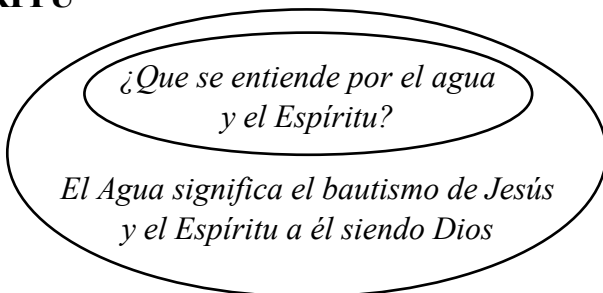 ¿Que se entiende por el agua
y el Espíritu?
El Agua significa el bautismo de Jesús
y el Espíritu a él siendo Dios